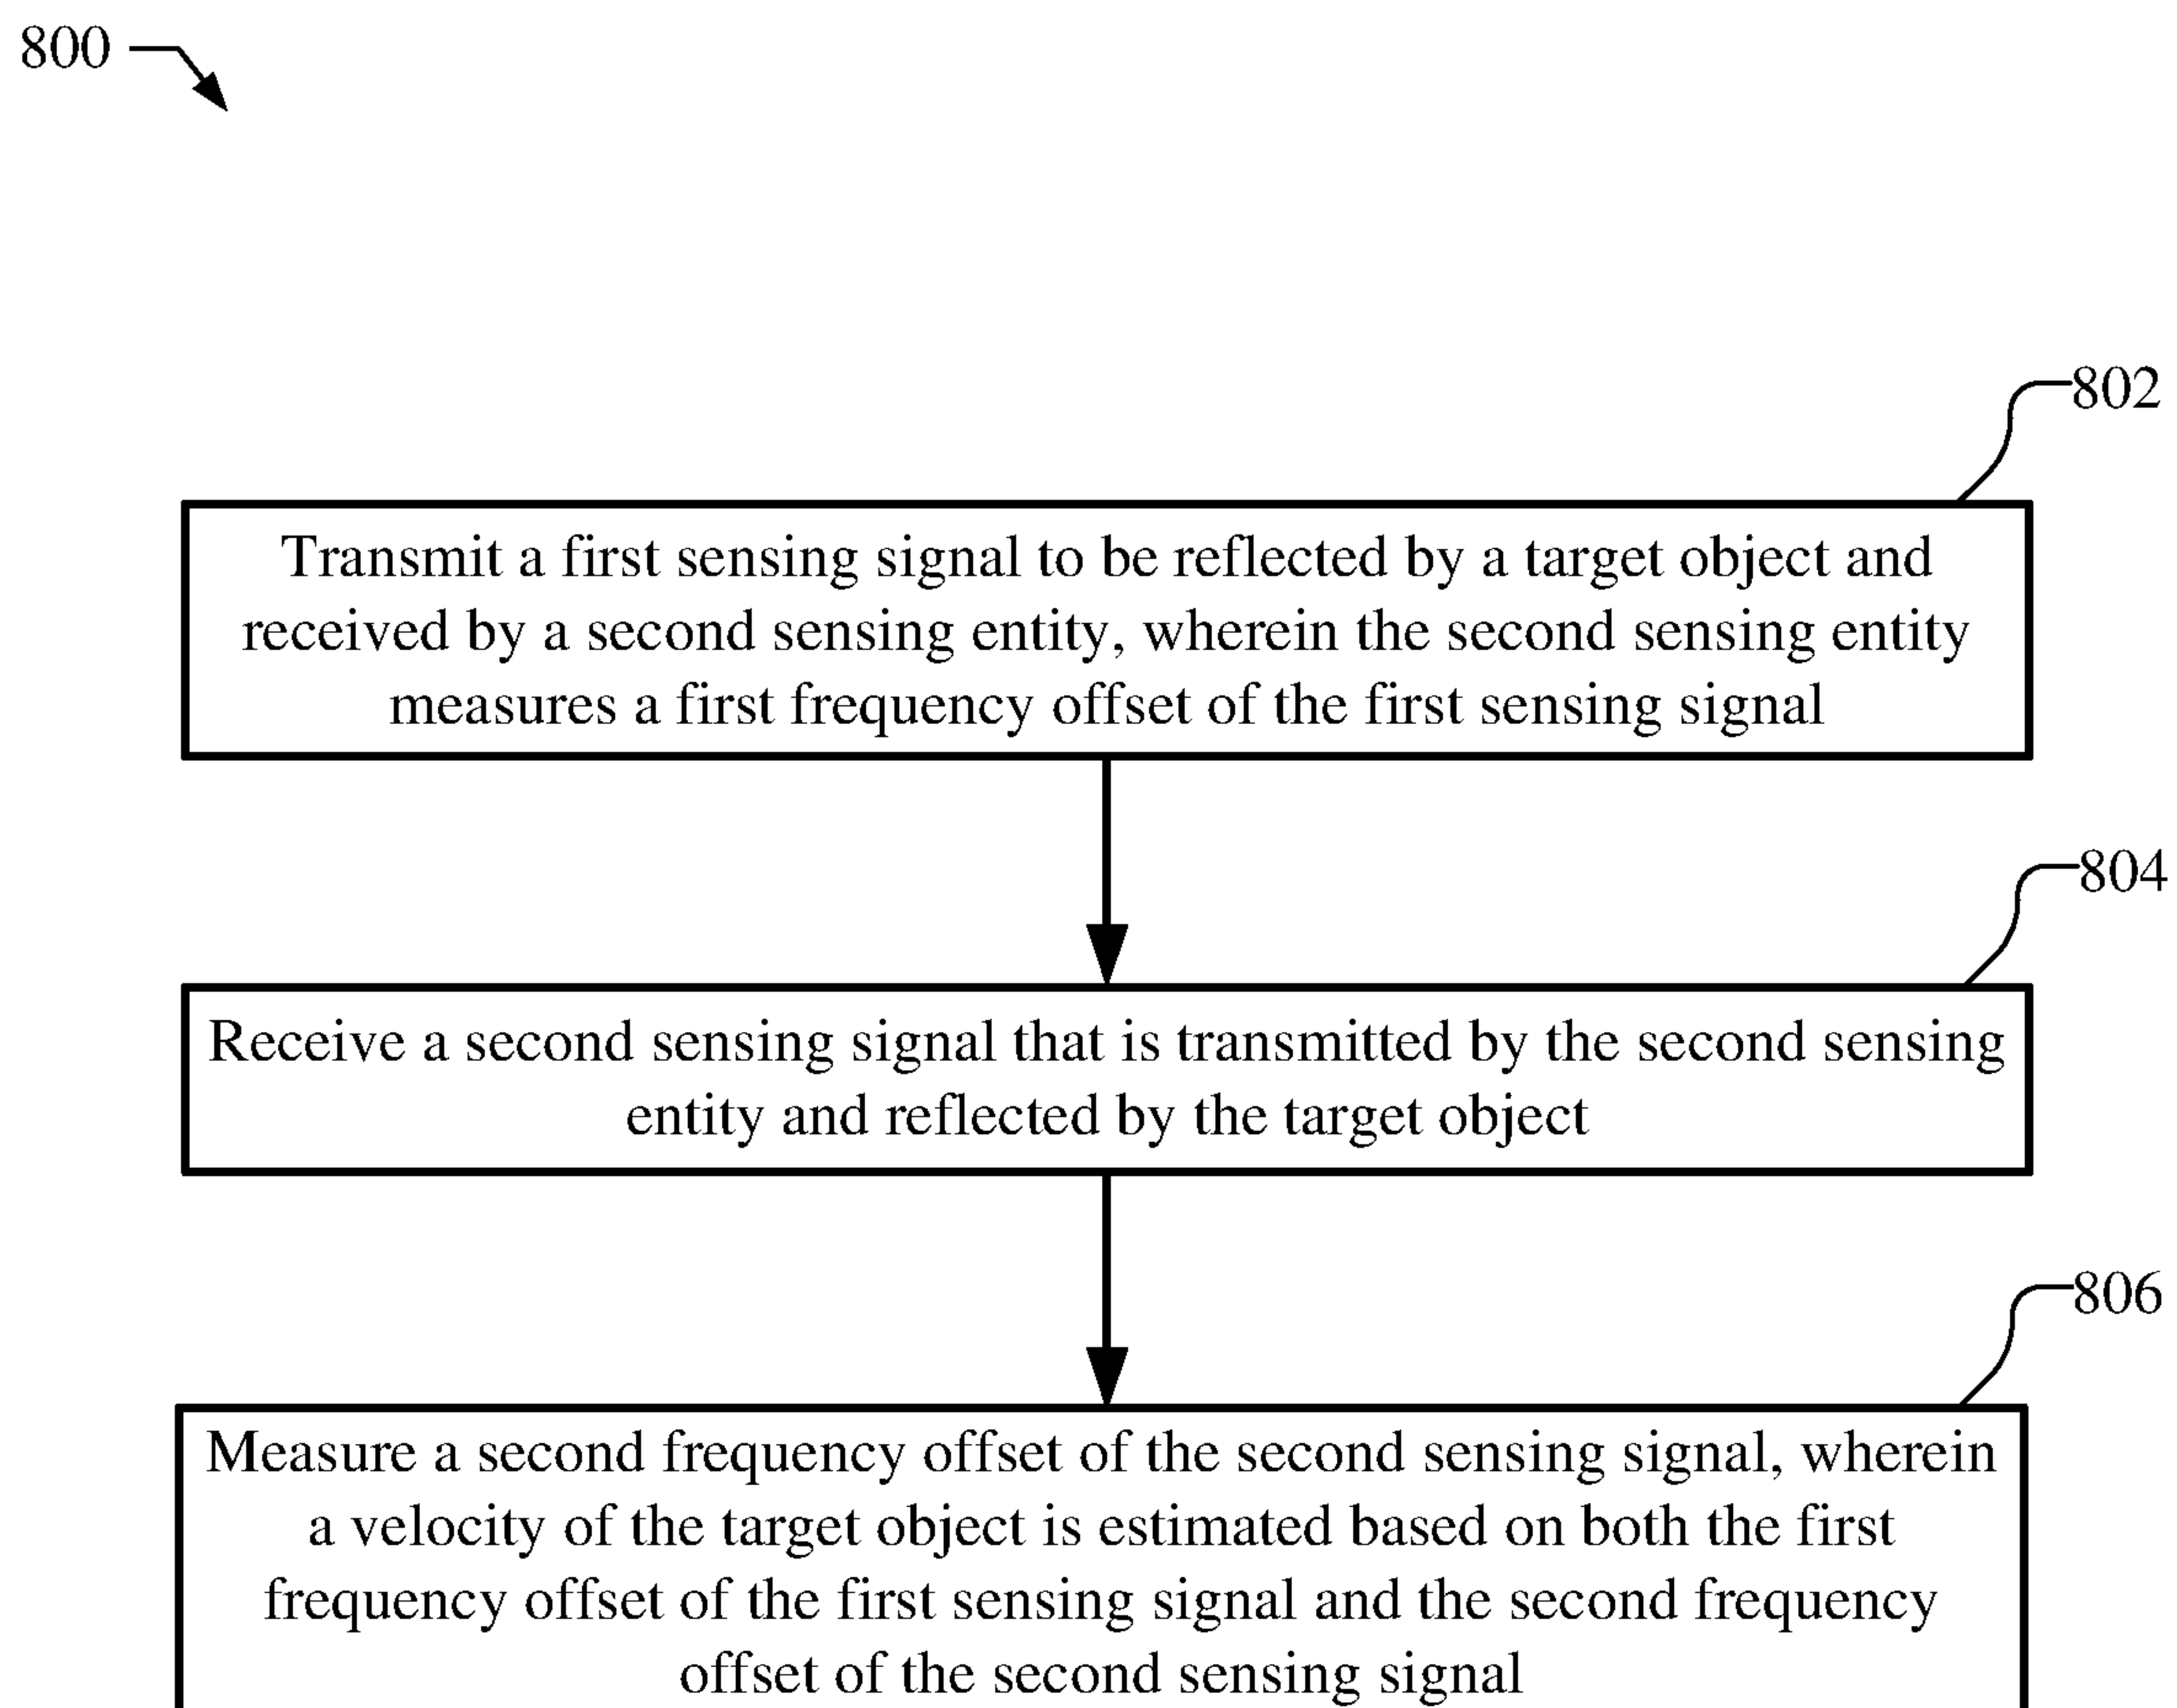 800
802
Transmit a first sensing signal to be reflected by a target object and
received by a second sensing entity, wherein the second sensing entity
measures a first frequency offset of the first sensing signal
804
Receive a second sensing signal that is transmitted by the second sensing
entity and reflected by the target object
806
Measure a second frequency offset of the second sensing signal, wherein
a velocity of the target object is estimated based on both the first
frequency offset of the first sensing signal and the second frequency
offset of the second sensing signal